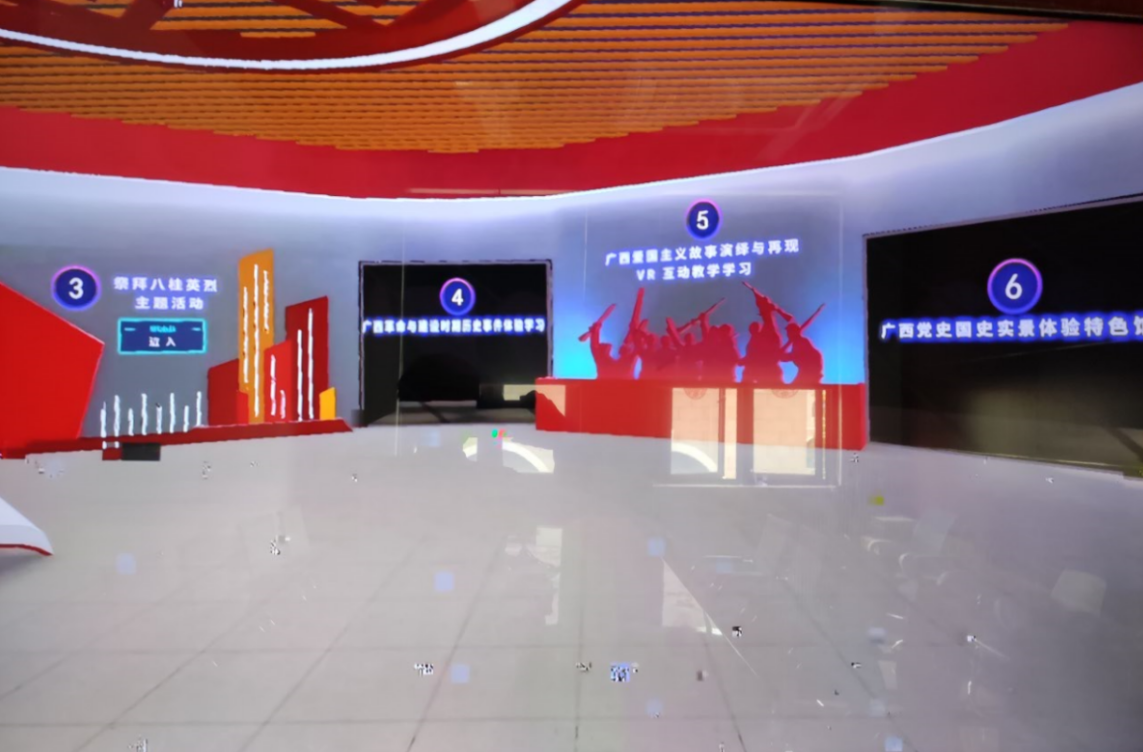 3
祭拜八桂英烈
主题活动
进入
4
广西革命与建设时期历史事件体验学习
5
广西爱国主义故事演绎与再现
VR 互动教学学习
6
广西党史国史实景体验特色